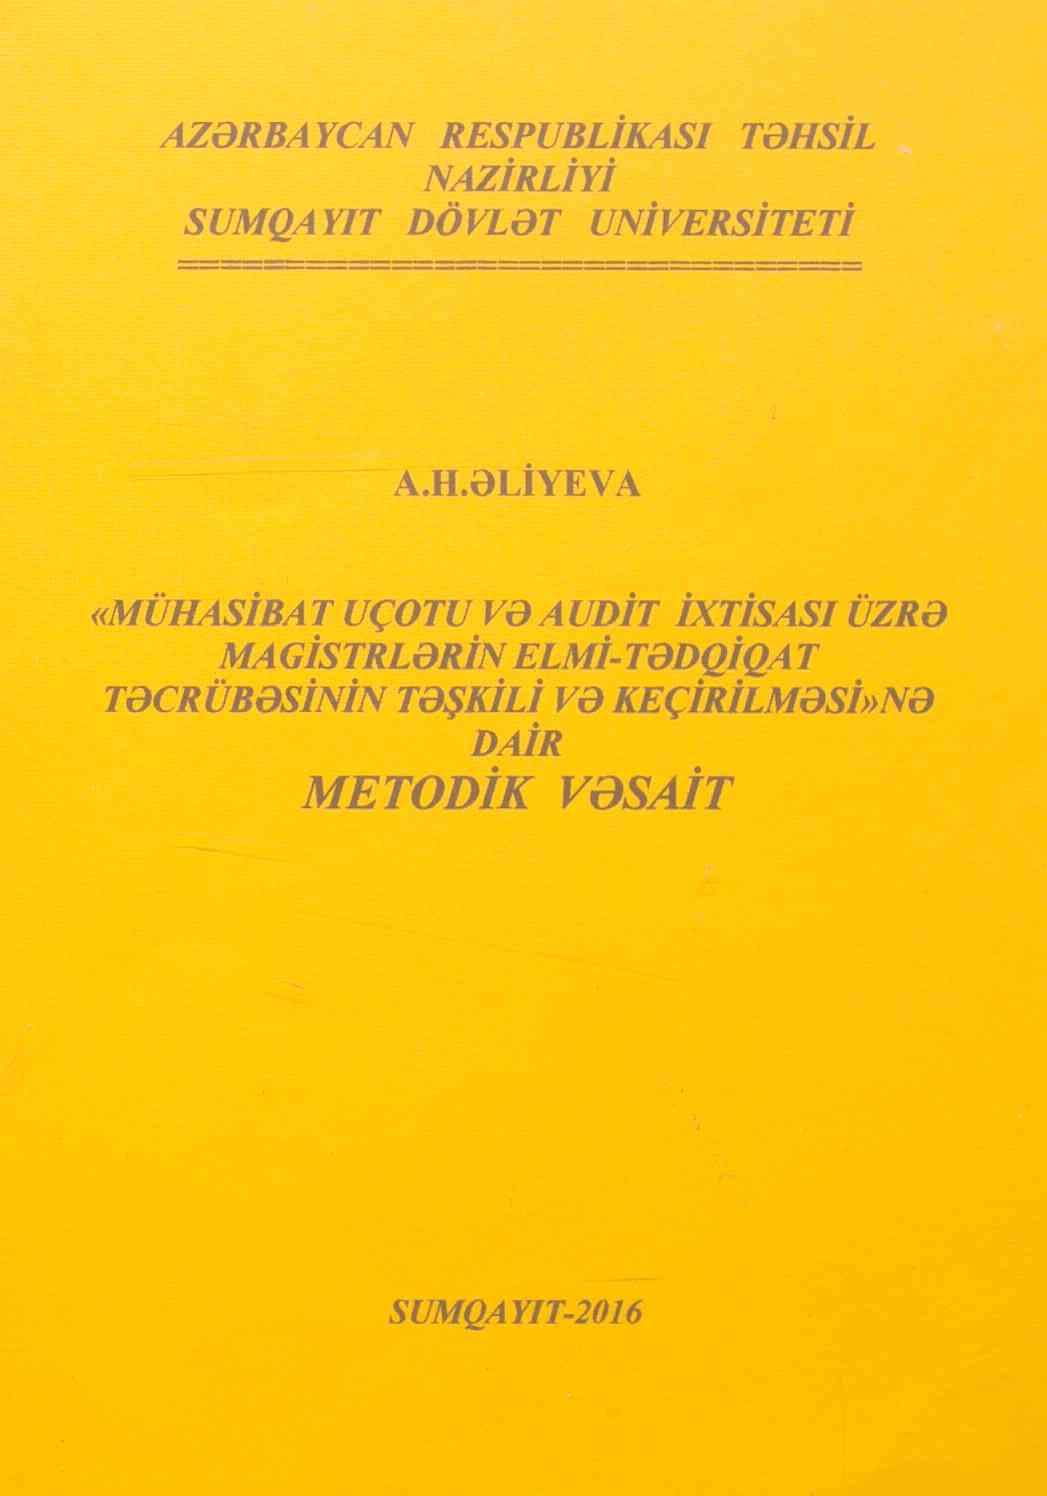 AZƏRBAYCAN RESPUBLİKASI TƏHSİL
NAZİRLİYİ
SUMQAYIT DÖVLƏT UNİVERSİTETİ
A.H.ƏLİYEVA
«MÜHASİBAT UÇOTU VƏ AUDİT İXTİSASI ÜZRƏ
MAGİSTRLƏRİN ELMİ-TƏDQİQAT
TƏCRÜBƏSİNİN TƏŞKİLİ VƏ KEÇİRİLMƏSİ»NƏ
DAİR
METODİK VƏSAİT
SUMQAYIT-2016